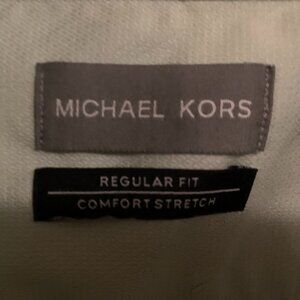 MICHAEL KORS
REGULAR FIT
COMFORT STRETCH